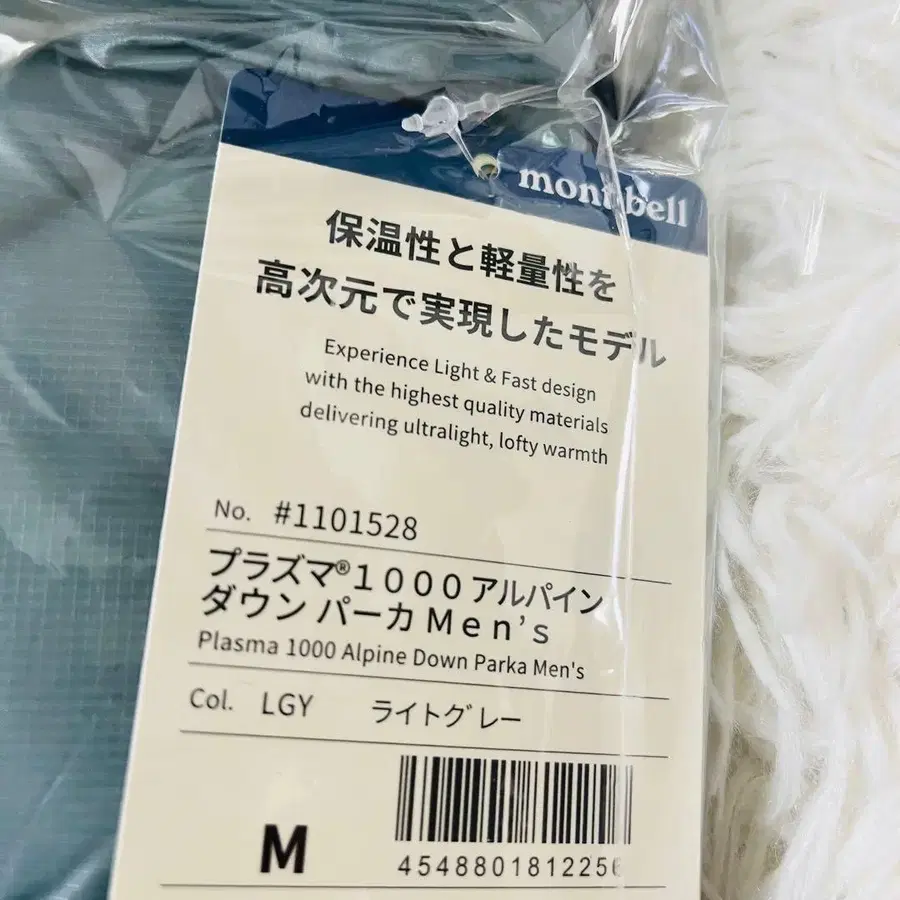 mont-bell
保温性と軽量性を
高次元で実現したモデル
Experience Light & Fast design
with the highest quality materials
delivering ultralight, lofty warmth
No. #1101528
プラズマ®１０００アルパイン
ダウン パーカ Ｍｅｎ’ｓ
Plasma 1000 Alpine Down Parka Men's
Col. LGY ライトグレー
M
4548801812256